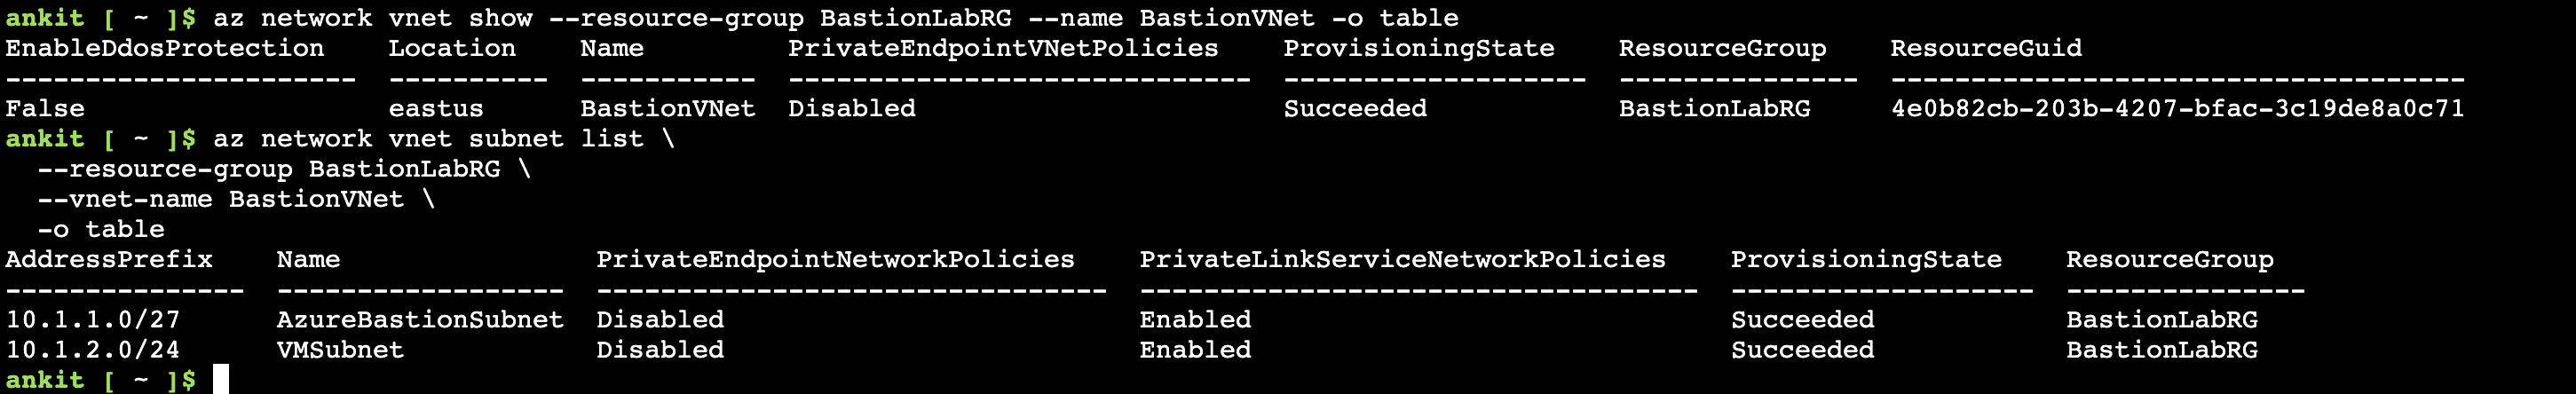 ankit [ ~ ]$ az network vnet show --resource-group BastionLabRG --name BastionVNet -o table
EnableDdosProtection    Location    Name         PrivateEndpointVNetPolicies    ProvisioningState    ResourceGroup    ResourceGuid
----------------------  ----------  -----------  -----------------------------  -------------------  ---------------  ------------------------------------
False                   eastus      BastionVNet  Disabled                       Succeeded            BastionLabRG     4e0b82cb-203b-4207-bfac-3c19de8a0c71
ankit [ ~ ]$ az network vnet subnet list \
  --resource-group BastionLabRG \
  --vnet-name BastionVNet \
  -o table
AddressPrefix    Name                PrivateEndpointNetworkPolicies    PrivateLinkServiceNetworkPolicies    ProvisioningState    ResourceGroup
---------------  ------------------  --------------------------------  -----------------------------------  -------------------  ---------------
10.1.1.0/27      AzureBastionSubnet  Disabled                          Enabled                              Succeeded            BastionLabRG
10.1.2.0/24      VMSubnet            Disabled                          Enabled                              Succeeded            BastionLabRG
ankit [ ~ ]$